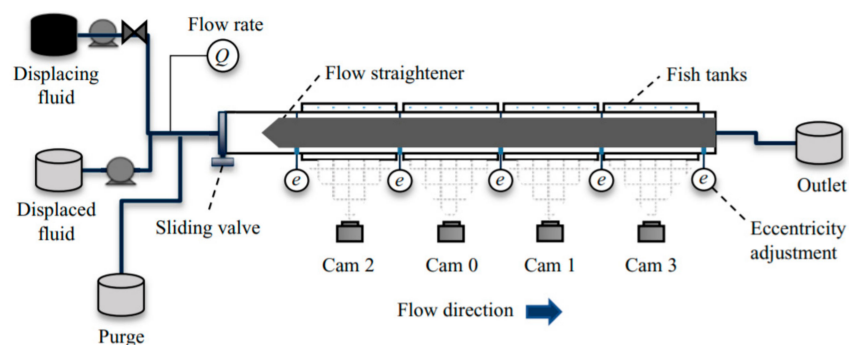 Flow rate
Q
Displacing
fluid
Flow straightener
Fish tanks
Displaced
fluid
Sliding valve
e
e
e
e
e
Outlet
Eccentricity
adjustment
Cam 2
Cam 0
Cam 1
Cam 3
Purge
Flow direction